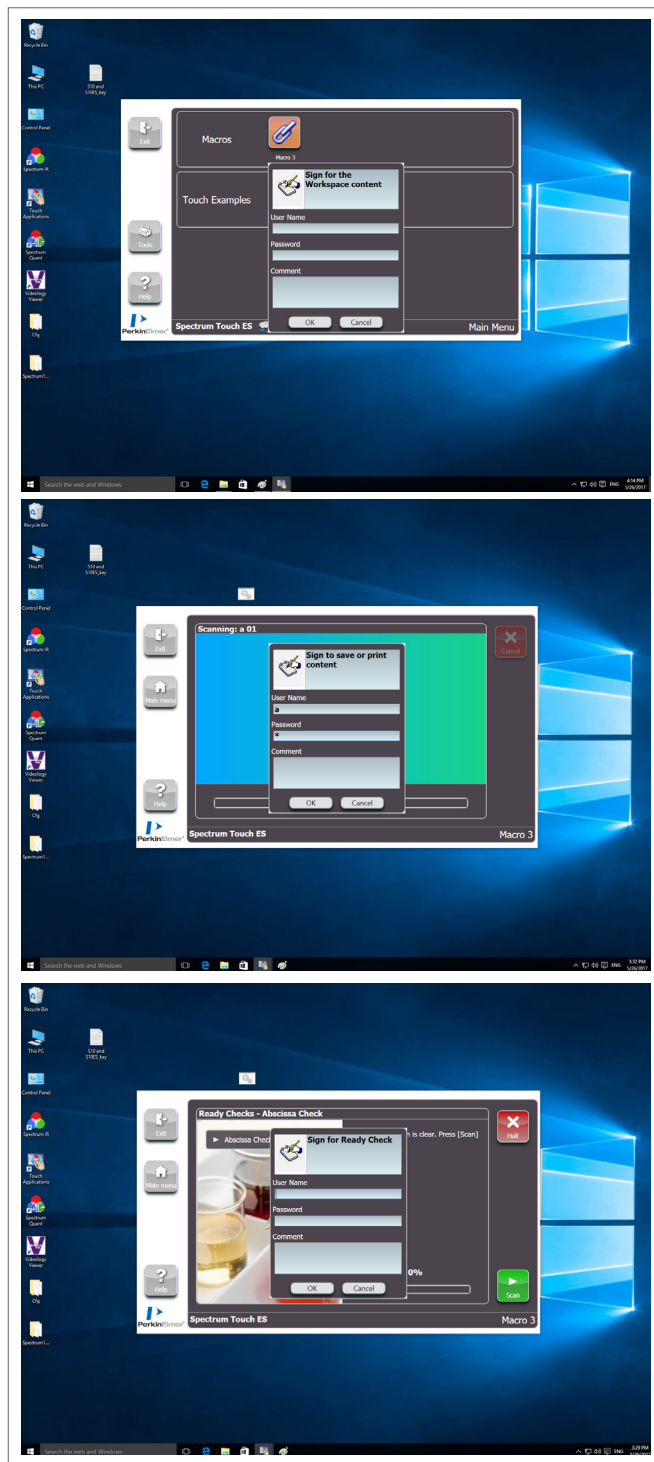 Recycle Bin
This PC
S10 and
S10ES_key
Control Panel
Spectrum IR
Touch
Applications
Spectrum
Quant
Videology
Viewer
Cfg
Spectrum1...
Exit
Macros
Macro 3
Touch Examples
Tools
Help
PerkinElmer
Sign for the
Workspace content
User Name
Password
Comment
OK
Cancel
Spectrum Touch ES
Main Menu
Search the web and Windows
ENG
4:14 PM
5/26/2017
Recycle Bin
This PC
S10 and
S10ES_key
Control Panel
Spectrum IR
Touch
Applications
Spectrum
Quant
Videology
Viewer
Cfg
Spectrum1...
Exit
Main menu
Help
PerkinElmer
Scanning: a 01
Cancel
Sign to save or print
content
User Name
a
Password
*
Comment
OK
Cancel
Spectrum Touch ES
Macro 3
Search the web and Windows
ENG
3:32 PM
5/26/2017
Recycle Bin
This PC
S10 and
S10ES_key
Control Panel
Spectrum IR
Touch
Applications
Spectrum
Quant
Videology
Viewer
Cfg
Spectrum1...
Exit
Main menu
Help
PerkinElmer
Ready Checks - Abscissa Check
Abscissa Chec
is clear. Press [Scan]
Halt
Sign for Ready Check
User Name
Password
Comment
0%
OK
Cancel
Scan
Spectrum Touch ES
Macro 3
Search the web and Windows
ENG
3:29 PM
5/26/2017